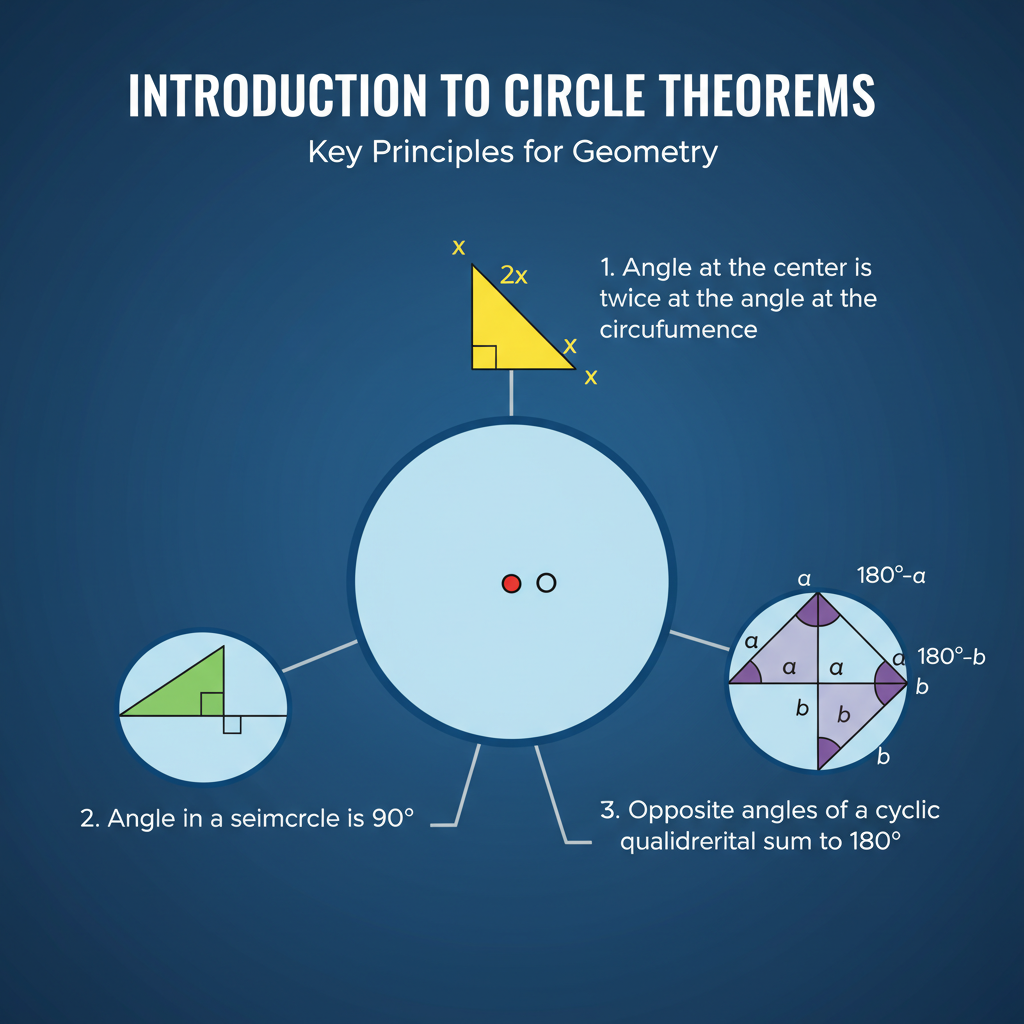 INTRODUCTION TO CIRCLE THEOREMS
Key Principles for Geometry
x
2x
x
x
1. Angle at the center is
twice at the angle at the
circufumence
O
a
180°-a
a
a
a
a
180°-b
b
b
b
b
2. Angle in a seimcrcle is 90°
3. Opposite angles of a cyclic
qualidrerital sum to 180°